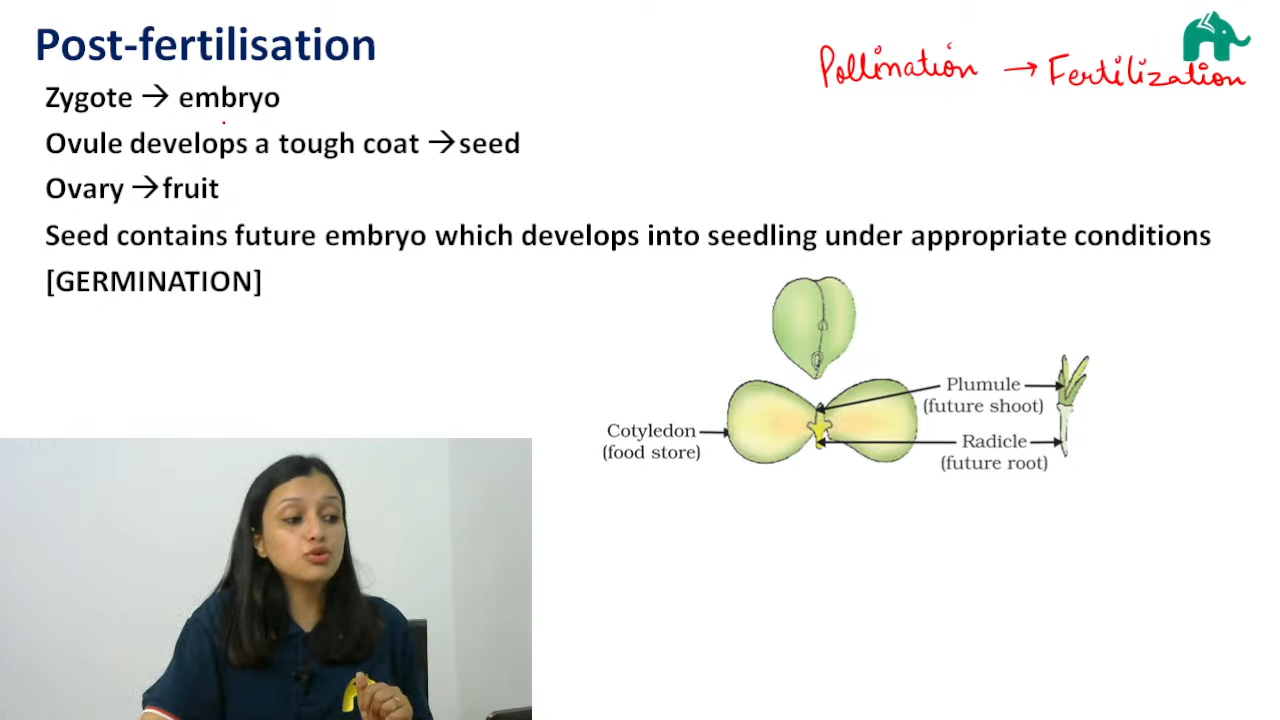 Post-fertilisation
Pollination → Fertilization
Zygote → embryo
Ovule develops a tough coat →seed
Ovary →fruit
Seed contains future embryo which develops into seedling under appropriate conditions
[GERMINATION]
Plumule
(future shoot)
Cotyledon
(food store)
Radicle
(future root)